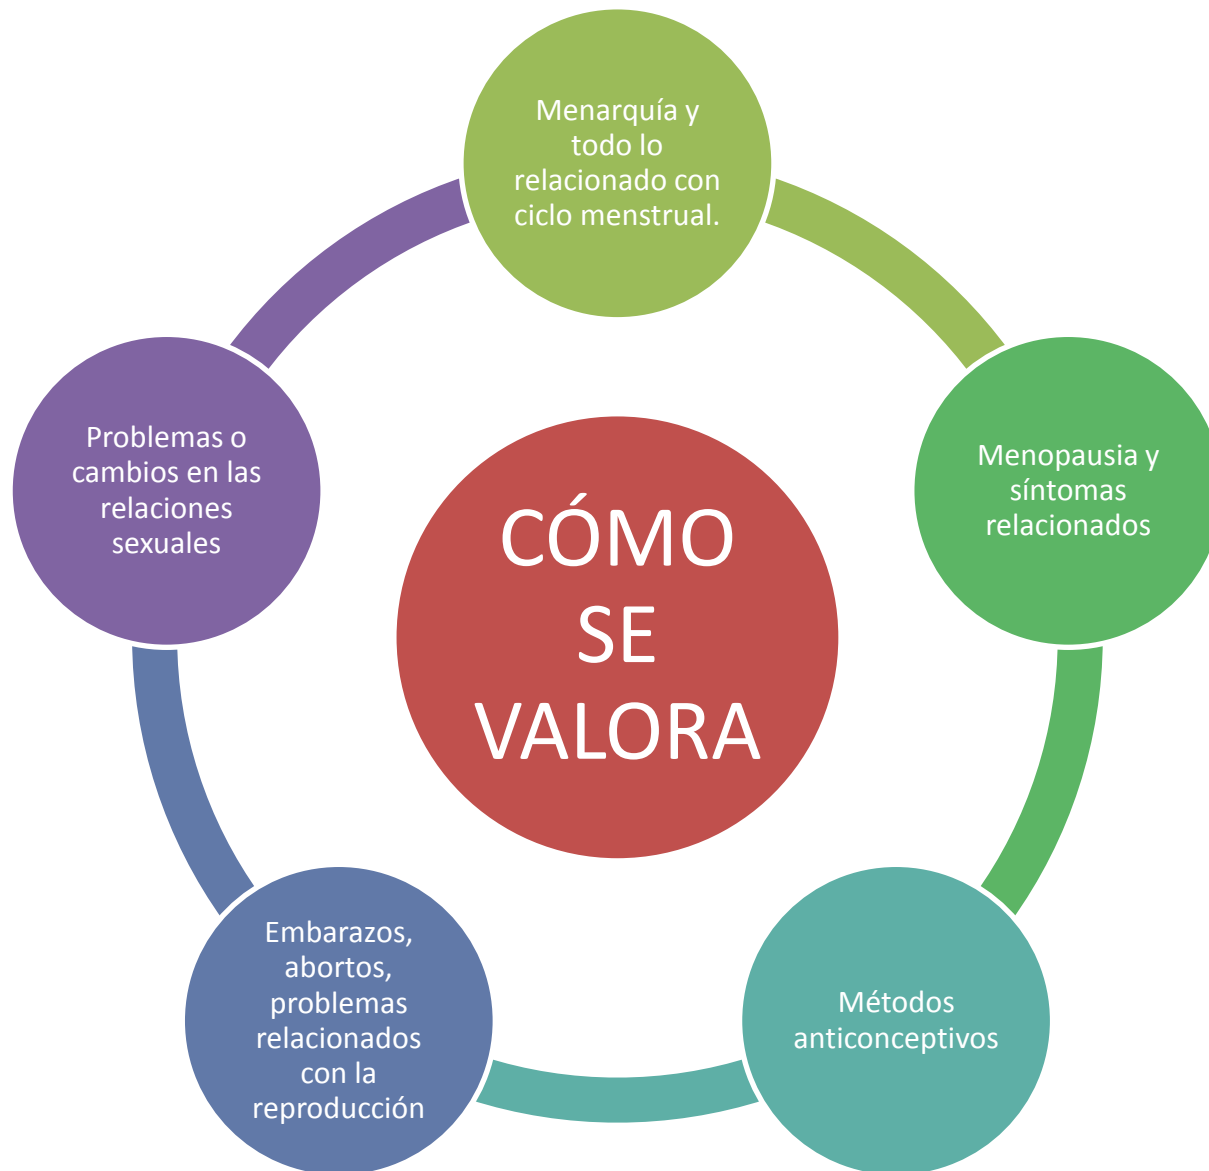 Menarquía y
todo lo
relacionado con
ciclo menstrual.
Menopausia y
síntomas
relacionados
Métodos
anticonceptivos
Embarazos,
abortos,
problemas
relacionados
con la
reproducción
Problemas o
cambios en las
relaciones
sexuales
CÓMO
SE
VALORA